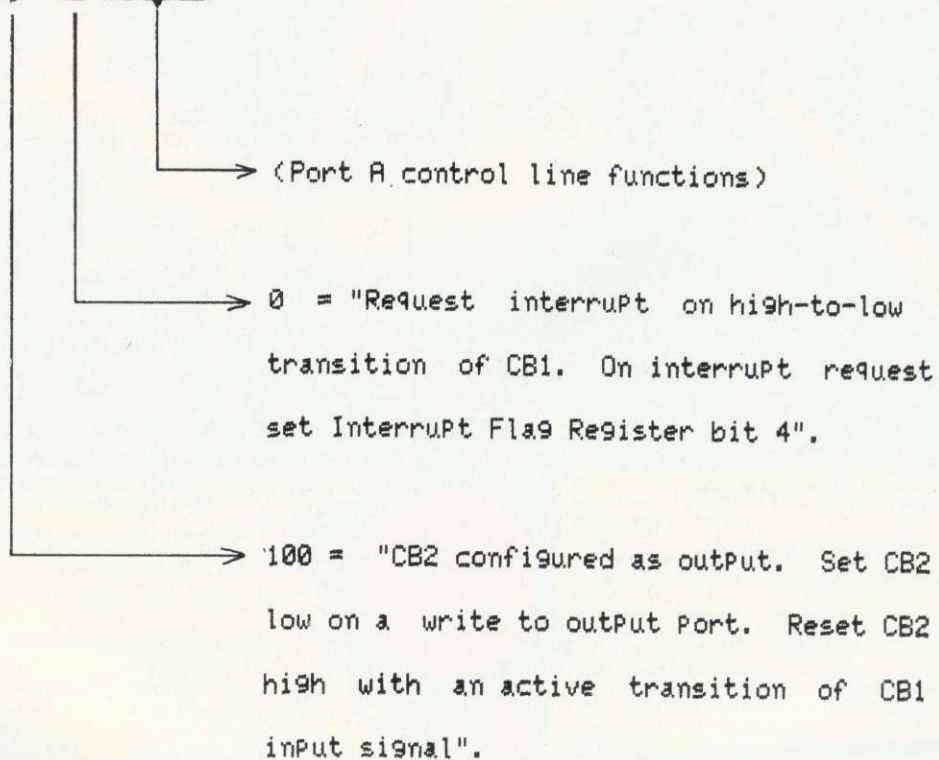 (Port A control line functions)
0 = "Request interrupt on high-to-low
transition of CB1. On interrupt request
set Interrupt Flag Register bit 4".
100 = "CB2 configured as output. Set CB2
low on a write to output Port. Reset CB2
high with an active transition of CB1
input signal".